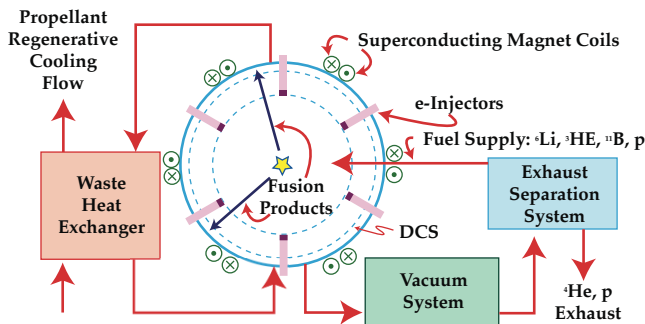 Propellant
Regenerative
Cooling
Flow
Superconducting Magnet Coils
e-Injectors
Fuel Supply: ⁶Li, ³HE, ¹¹B, p
Waste
Heat
Exchanger
Fusion
Products
Exhaust
Separation
System
DCS
Vacuum
System
⁴He, p
Exhaust